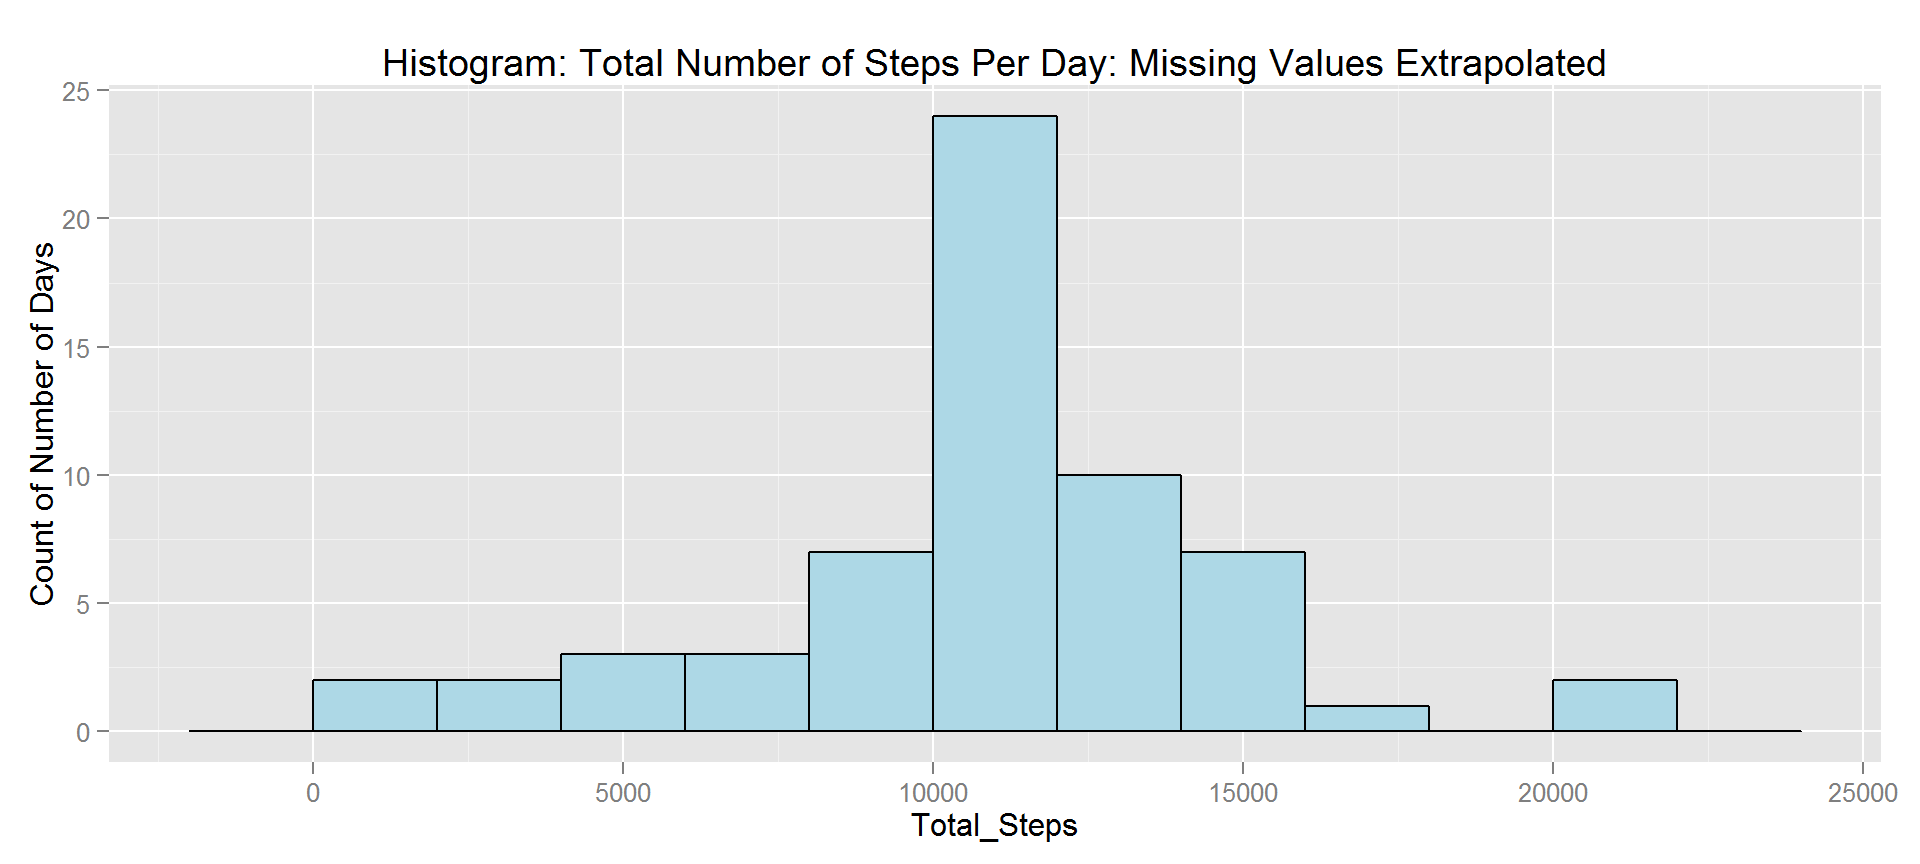 Histogram: Total Number of Steps Per Day: Missing Values Extrapolated
Count of Number of Days
25
20
15
10
5
0
0 5000 10000 15000 20000 25000
Total_Steps